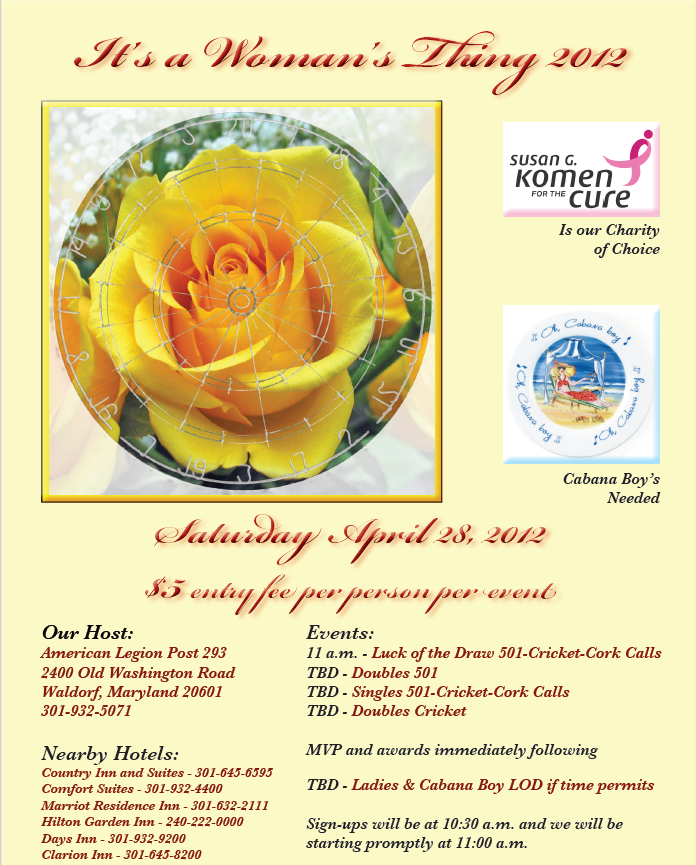 It's a Woman's Thing 2012
SUSAN G.
Komen
FOR THE
cure
Is our Charity
of Choice
Oh, Cabana boy
Oh, Cabana boy
Oh, Cabana boy
Cabana Boy's
Needed
Saturday April 28, 2012
$5 entry fee per person per event
Our Host:
American Legion Post 293
2400 Old Washington Road
Waldorf, Maryland 20601
301-932-5071
Nearby Hotels:
Country Inn and Suites - 301-645-6595
Comfort Suites - 301-932-4400
Marriot Residence Inn - 301-632-2111
Hilton Garden Inn - 240-222-0000
Days Inn - 301-932-9200
Clarion Inn - 301-645-8200
Events:
11 a.m. - Luck of the Draw 501-Cricket-Cork Calls
TBD - Doubles 501
TBD - Singles 501-Cricket-Cork Calls
TBD - Doubles Cricket
MVP and awards immediately following
TBD - Ladies & Cabana Boy LOD if time permits
Sign-ups will be at 10:30 a.m. and we will be
starting promptly at 11:00 a.m.